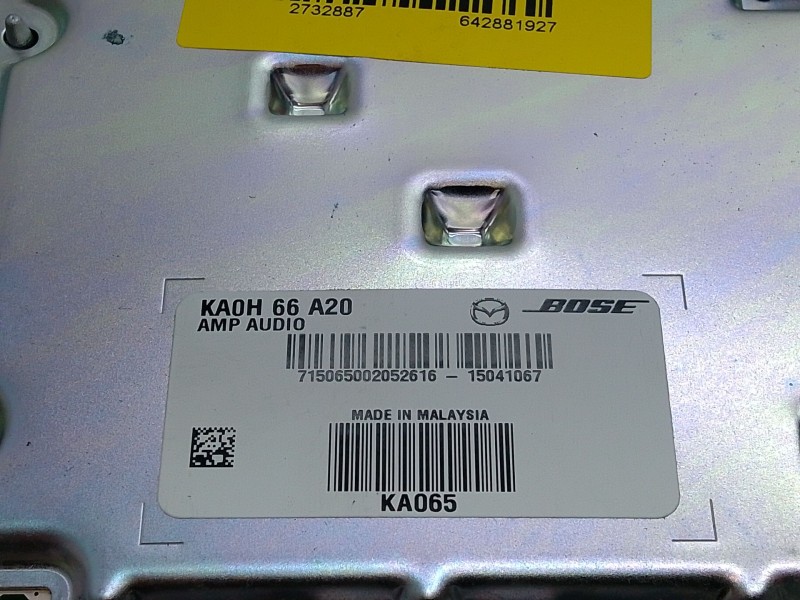 2732887 642881927
KA0H 66 A20 BOSE
AMP AUDIO
715065002052616 - 15041067
MADE IN MALAYSIA
KA065